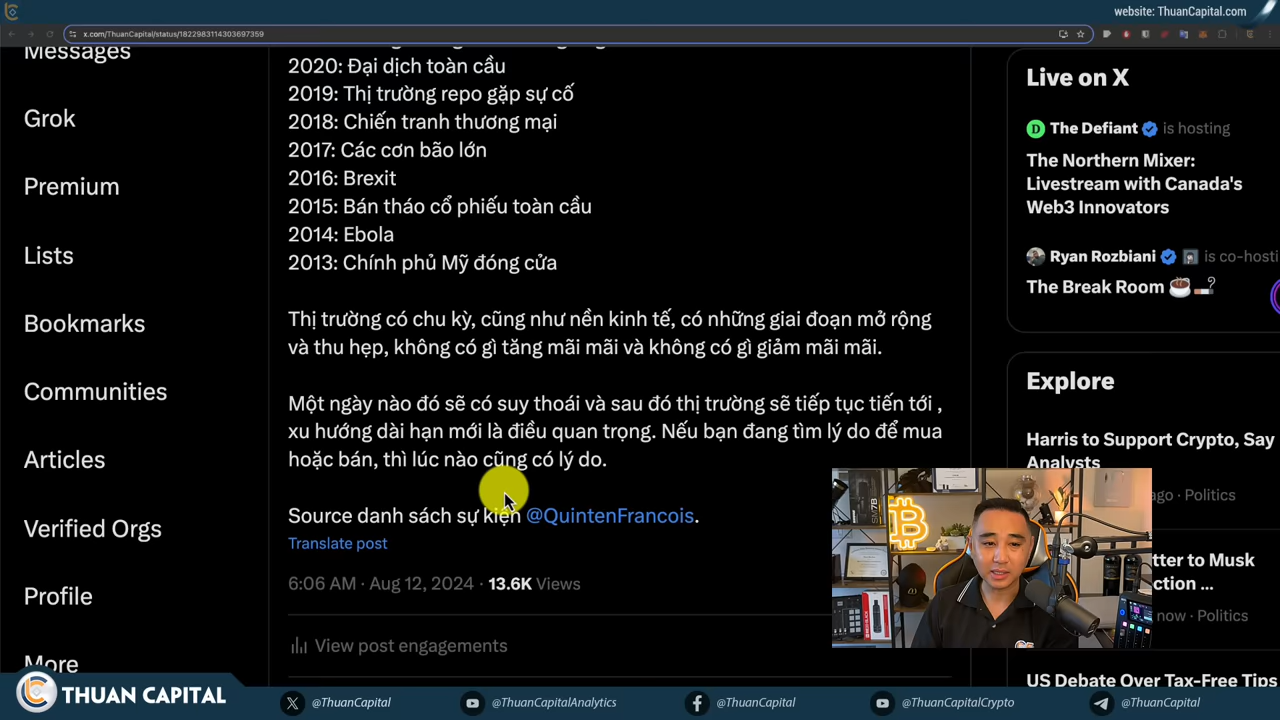 website: ThuanCapital.com
x.com/ThuanCapital/status/1822983114303697359
Messages
Grok
Premium
Lists
Bookmarks
Communities
Articles
Verified Orgs
Profile
More
2020: Đại dịch toàn cầu
2019: Thị trường repo gặp sự cố
2018: Chiến tranh thương mại
2017: Các cơn bão lớn
2016: Brexit
2015: Bán tháo cổ phiếu toàn cầu
2014: Ebola
2013: Chính phủ Mỹ đóng cửa
Thị trường có chu kỳ, cũng như nền kinh tế, có những giai đoạn mở rộng
và thu hẹp, không có gì tăng mãi mãi và không có gì giảm mãi mãi.
Một ngày nào đó sẽ có suy thoái và sau đó thị trường sẽ tiếp tục tiến tới ,
xu hướng dài hạn mới là điều quan trọng. Nếu bạn đang tìm lý do để mua
hoặc bán, thì lúc nào cũng có lý do.
Source danh sách sự kiện @QuintenFrancois.
Translate post
6:06 AM · Aug 12, 2024 · 13.6K Views
View post engagements
Live on X
The Defiant is hosting
The Northern Mixer:
Livestream with Canada's
Web3 Innovators
Ryan Rozbiani is co-hosti
The Break Room
Explore
Harris to Support Crypto, Say
Analysts
ago · Politics
tter to Musk
ction ...
now · Politics
US Debate Over Tax-Free Tips
SM7B
THUAN CAPITAL
@ThuanCapital
@ThuanCapitalAnalytics
@ThuanCapital
@ThuanCapitalCrypto
@ThuanCapital